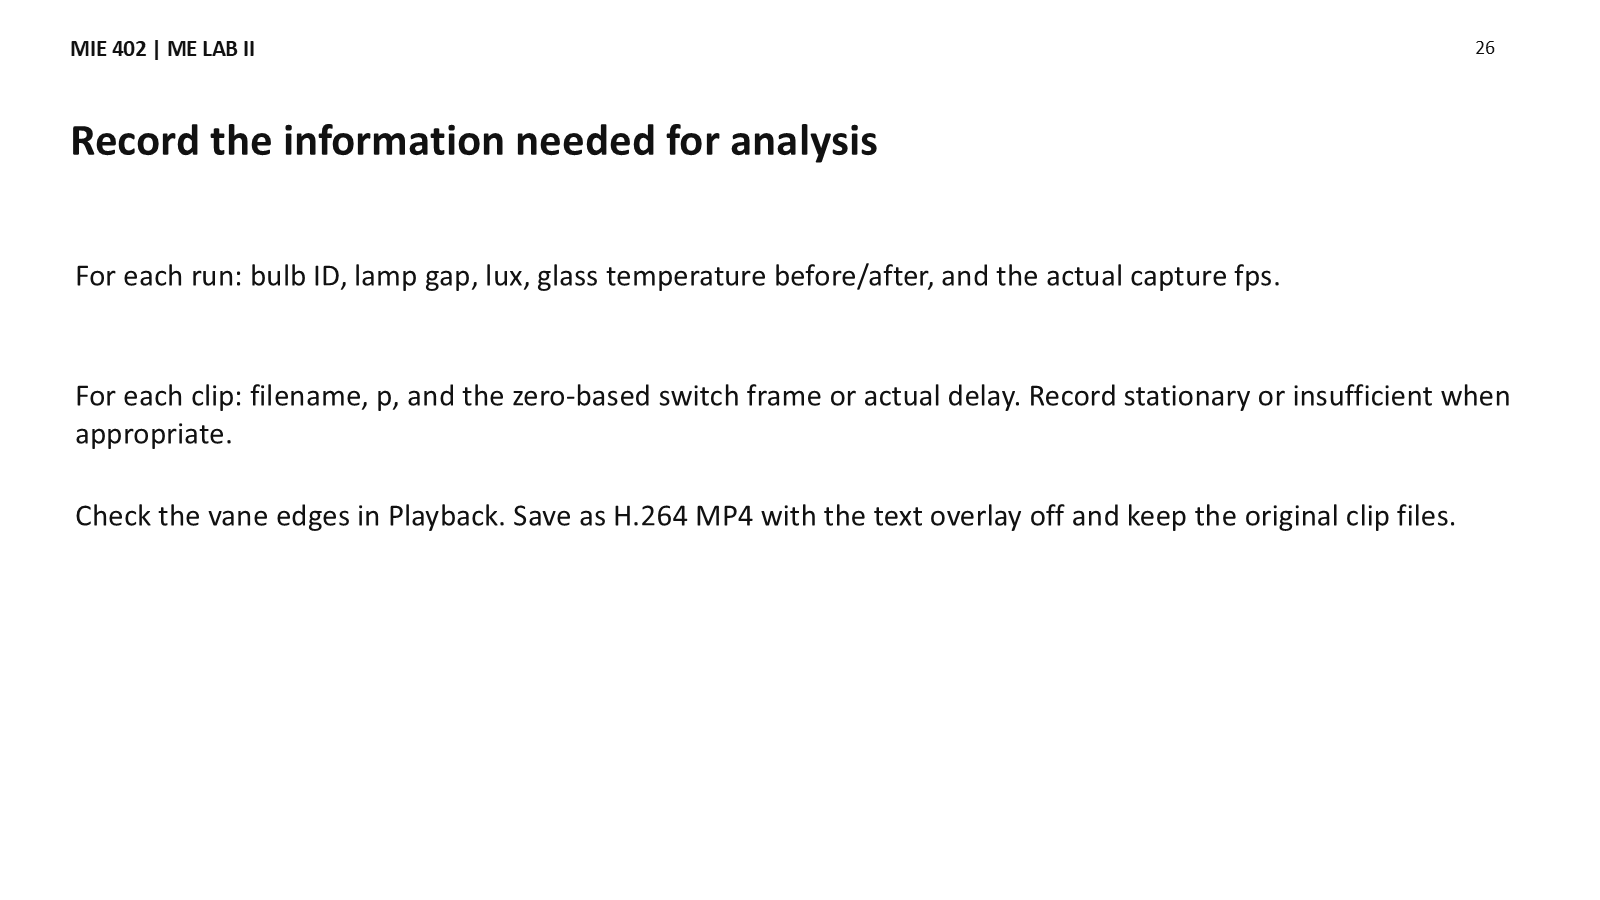 MIE 402 | ME LAB II
26
Record the information needed for analysis
For each run: bulb ID, lamp gap, lux, glass temperature before/after, and the actual capture fps.
For each clip: filename, p, and the zero-based switch frame or actual delay. Record stationary or insufficient when
appropriate.
Check the vane edges in Playback. Save as H.264 MP4 with the text overlay off and keep the original clip files.